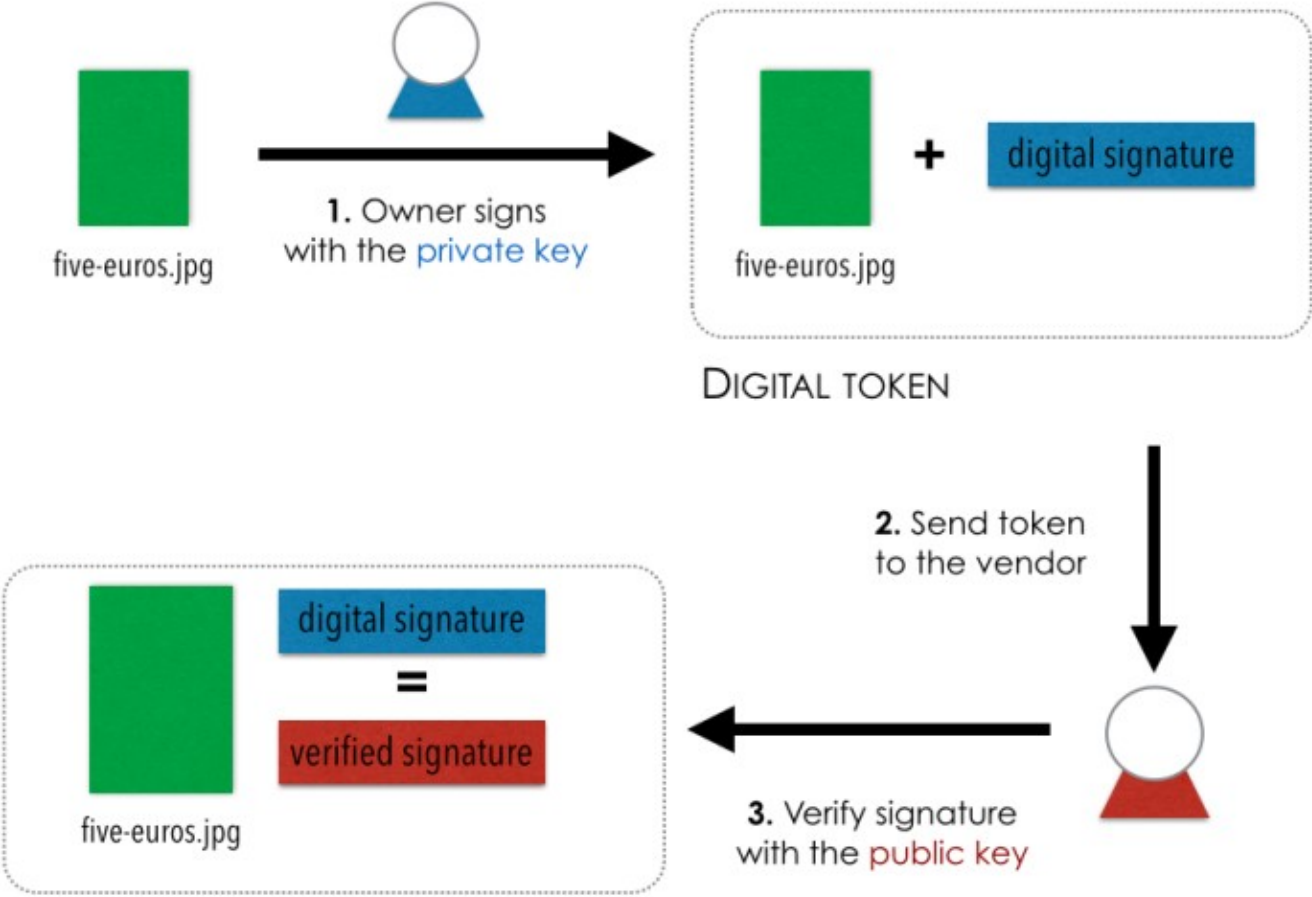 five-euros.jpg
1. Owner signs
with the private key
five-euros.jpg
+
digital signature
DIGITAL TOKEN
2. Send token
to the vendor
3. Verify signature
with the public key
digital signature
=
verified signature
five-euros.jpg